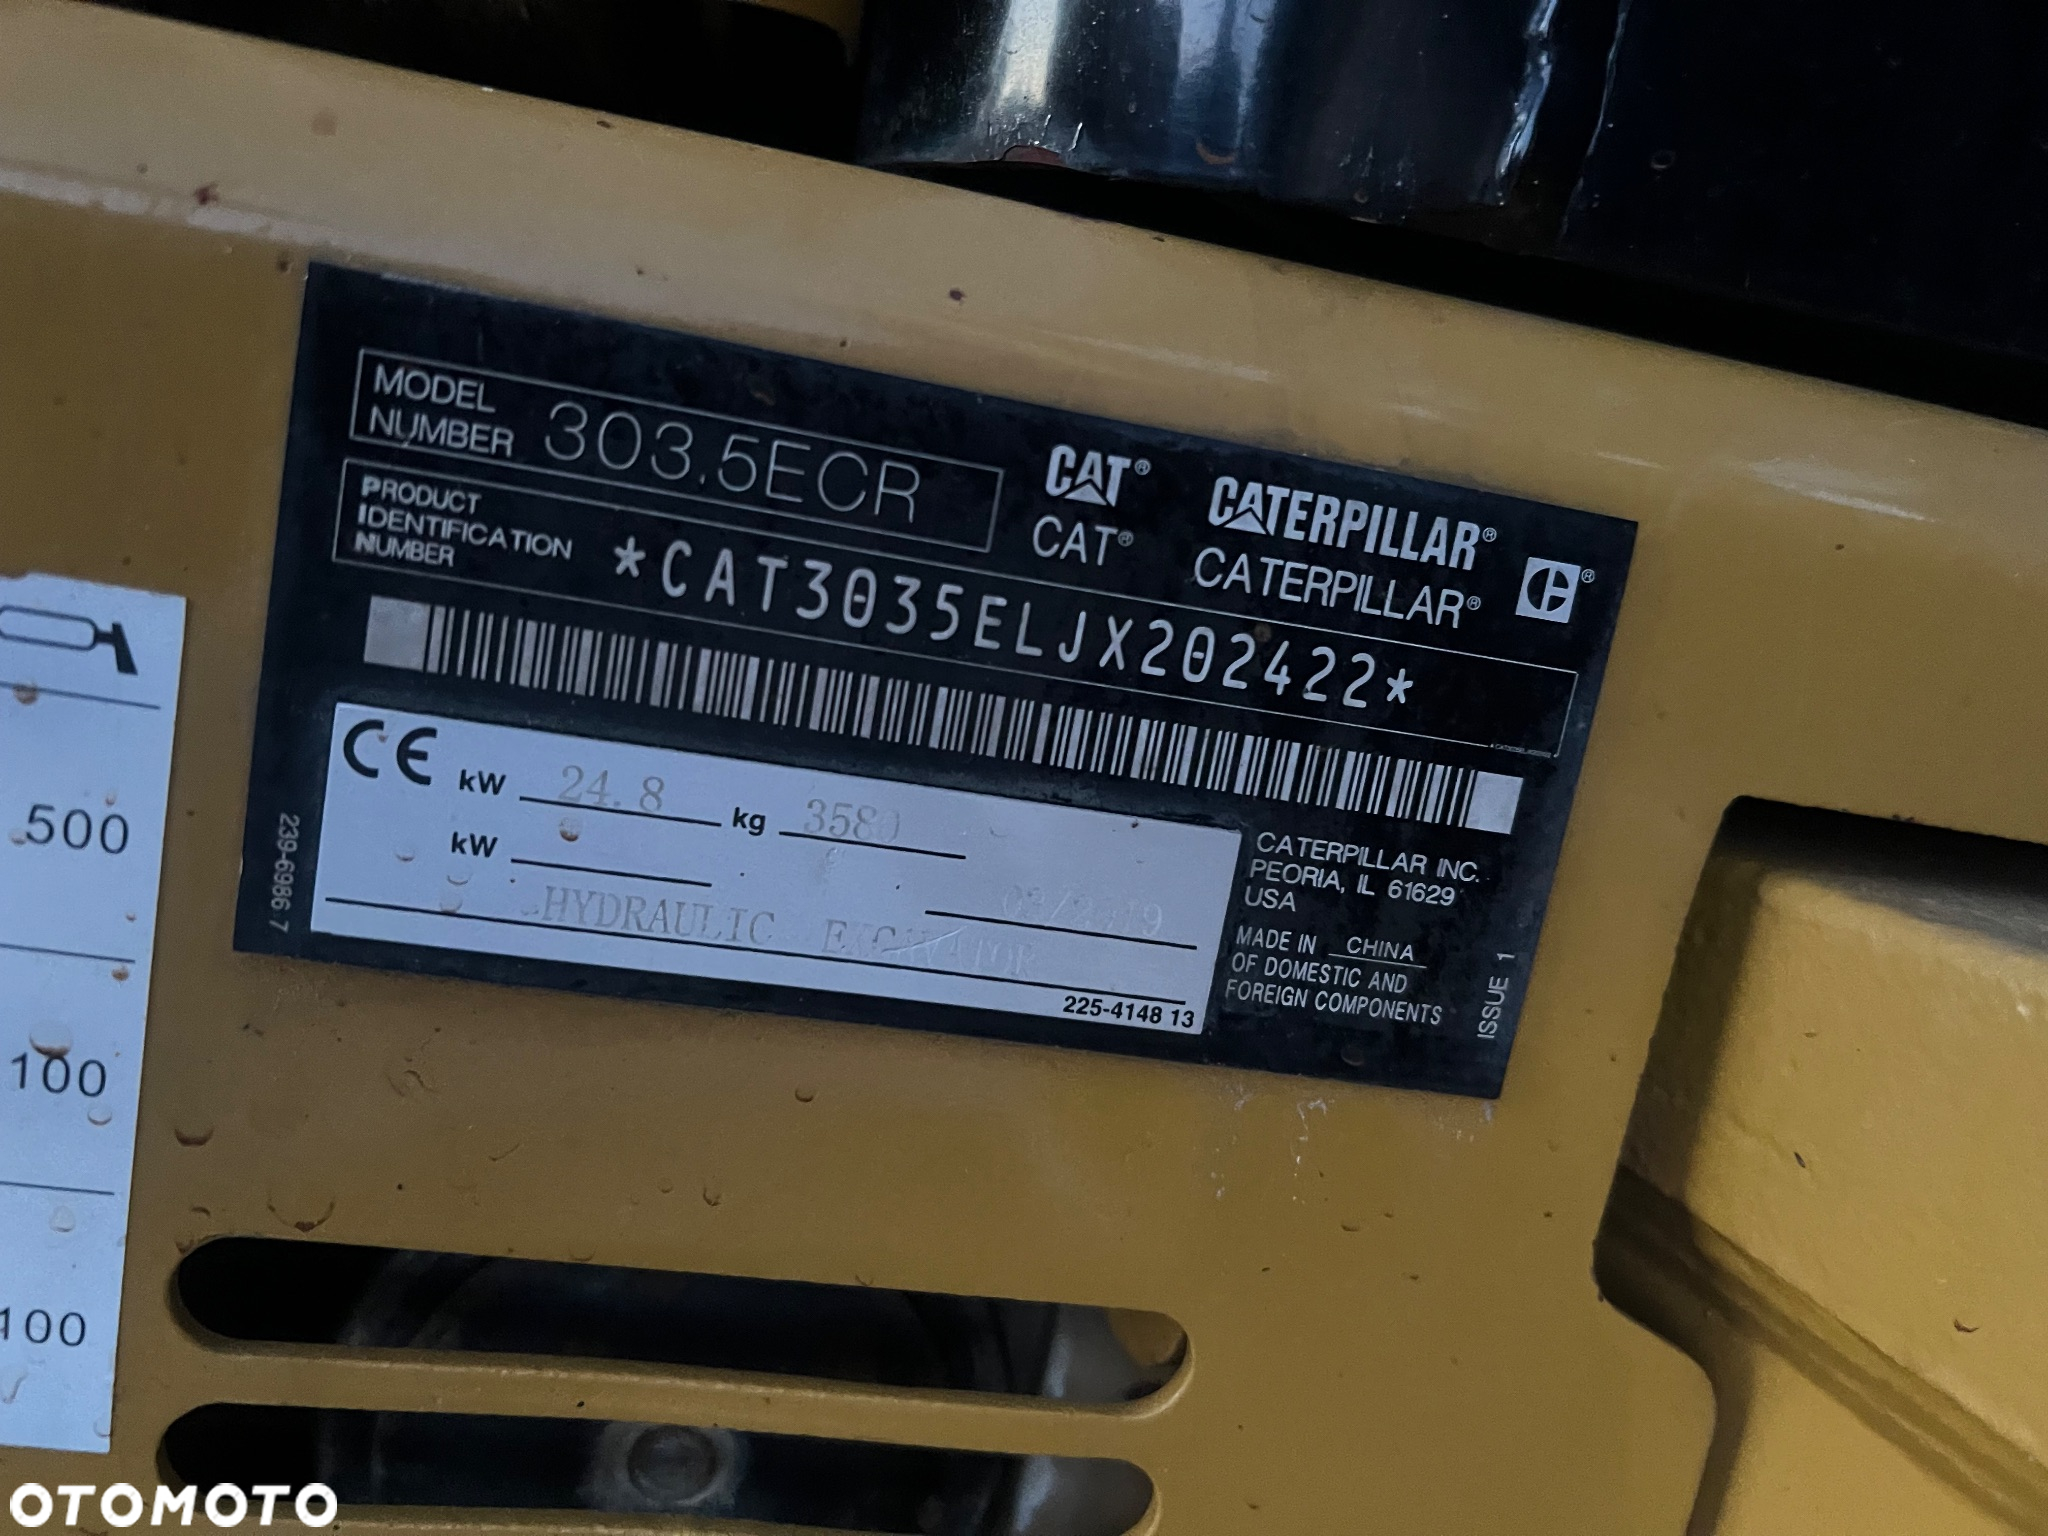 MODEL
NUMBER
303.5ECR
PRODUCT
IDENTIFICATION
NUMBER
*CAT3035ELJX202422*
CAT®
CAT®
CATERPILLAR®
CATERPILLAR®
CE
kW 24.8 kg 3580
kW
HYDRAULIC EXCAVATOR
225-4148 13
239-6986 7
CATERPILLAR INC.
PEORIA, IL 61629
USA
MADE IN CHINA
OF DOMESTIC AND
FOREIGN COMPONENTS
ISSUE 1
500
100
100
OTOMOTO